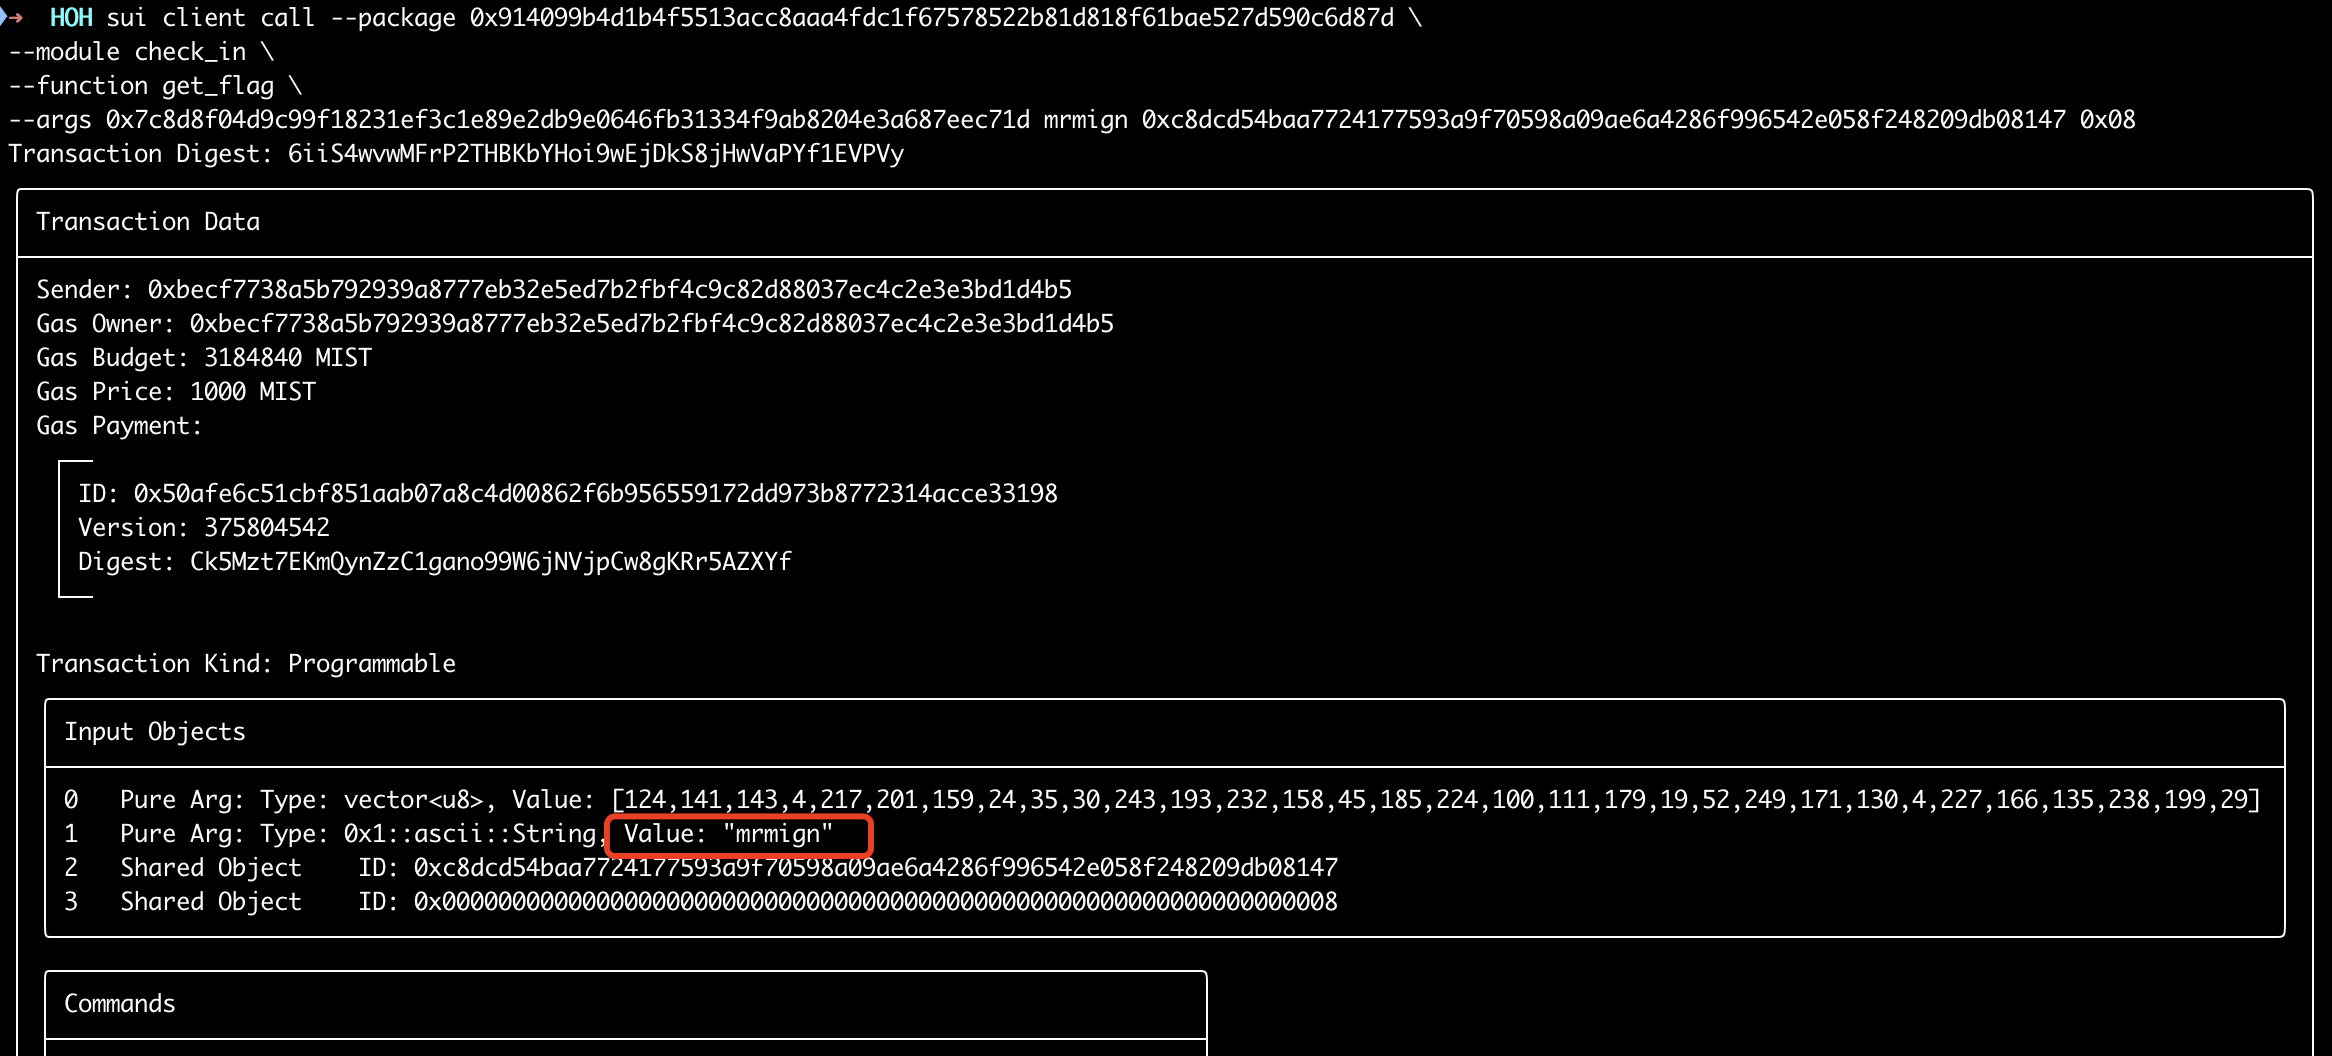 ➜  HOH sui client call --package 0x914099b4d1b4f5513acc8aaa4fdc1f67578522b81d818f61bae527d590c6d87d \
--module check_in \
--function get_flag \
--args 0x7c8d8f04d9c99f18231ef3c1e89e2db9e0646fb31334f9ab8204e3a687eec71d mrmign 0xc8dcd54baa7724177593a9f70598a09ae6a4286f996542e058f248209db08147 0x08
Transaction Digest: 6iiS4wvwMFrP2THBKbYHoi9wEjDkS8jHwVaPYf1EVPVy
Transaction Data
Sender: 0xbecf7738a5b792939a8777eb32e5ed7b2fbf4c9c82d88037ec4c2e3e3bd1d4b5
Gas Owner: 0xbecf7738a5b792939a8777eb32e5ed7b2fbf4c9c82d88037ec4c2e3e3bd1d4b5
Gas Budget: 3184840 MIST
Gas Price: 1000 MIST
Gas Payment:
ID: 0x50afe6c51cbf851aab07a8c4d00862f6b956559172dd973b8772314acce33198
Version: 375804542
Digest: Ck5Mzt7EKmQynZzC1gano99W6jNVjpCw8gKRr5AZXYf
Transaction Kind: Programmable
Input Objects
0   Pure Arg: Type: vector<u8>, Value: [124,141,143,4,217,201,159,24,35,30,243,193,232,158,45,185,224,100,111,179,19,52,249,171,130,4,227,166,135,238,199,29]
1   Pure Arg: Type: 0x1::ascii::String, Value: "mrmign"
2   Shared Object    ID: 0xc8dcd54baa7724177593a9f70598a09ae6a4286f996542e058f248209db08147
3   Shared Object    ID: 0x0000000000000000000000000000000000000000000000000000000000000008
Commands